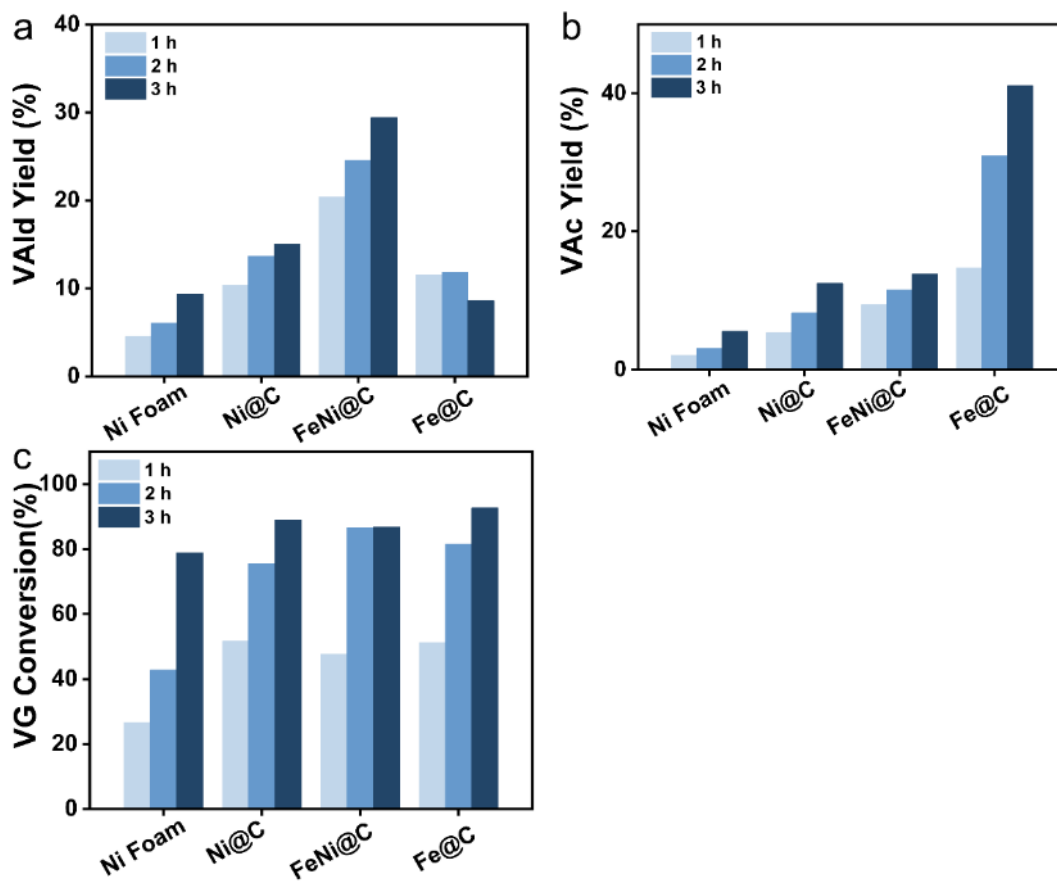 a
VAld Yield (%)
40
30
20
10
0
1 h
2 h
3 h
Ni Foam
Ni@C
FeNi@C
Fe@C
b
VAc Yield (%)
40
20
0
1 h
2 h
3 h
Ni Foam
Ni@C
FeNi@C
Fe@C
c
VG Conversion(%)
100
80
60
40
20
0
1 h
2 h
3 h
Ni Foam
Ni@C
FeNi@C
Fe@C